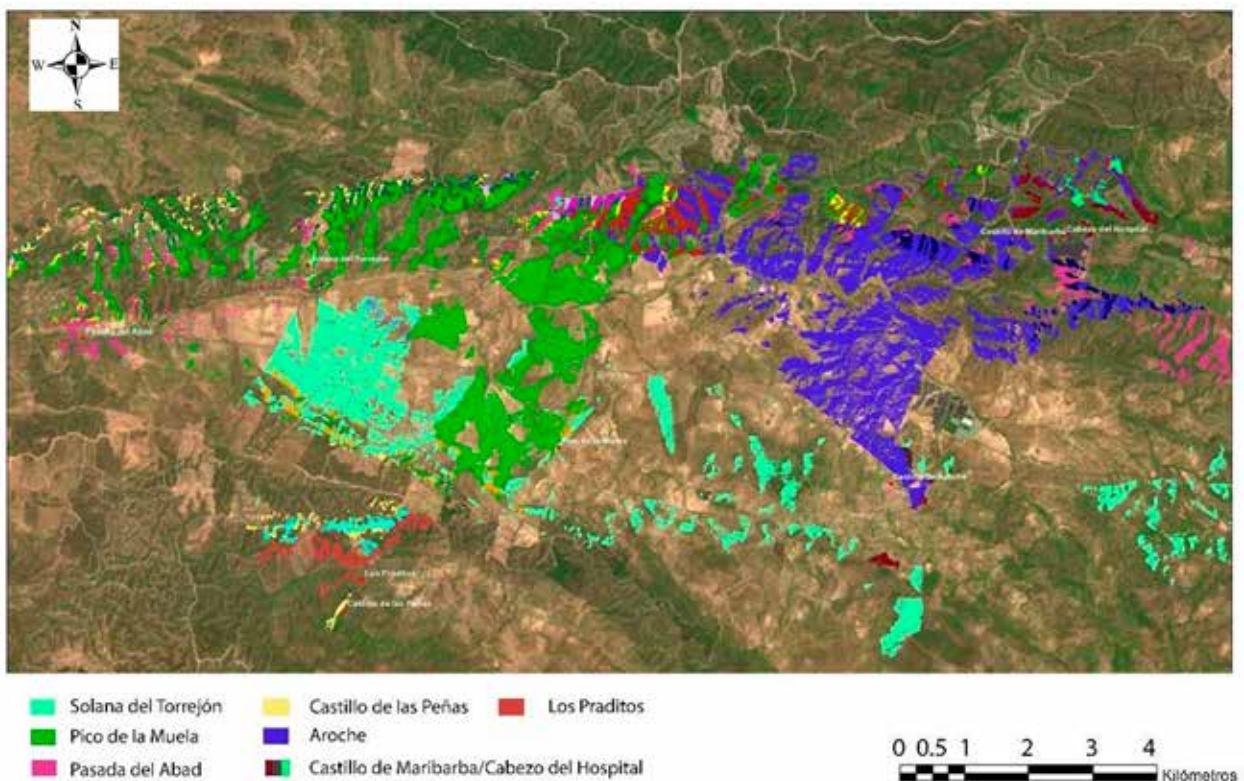 N
W E
S
Castillo de Maribarba Cabezo del Hospital
Solana del Torrejón
Pasada del Abad
Pico de la Muela
Los Praditos
Castillo de las Peñas
Solana del Torrejón Castillo de las Peñas Los Praditos
Pico de la Muela Aroche
Pasada del Abad Castillo de Maribarba/Cabezo del Hospital
0 0.5 1 2 3 4
Kilómetros